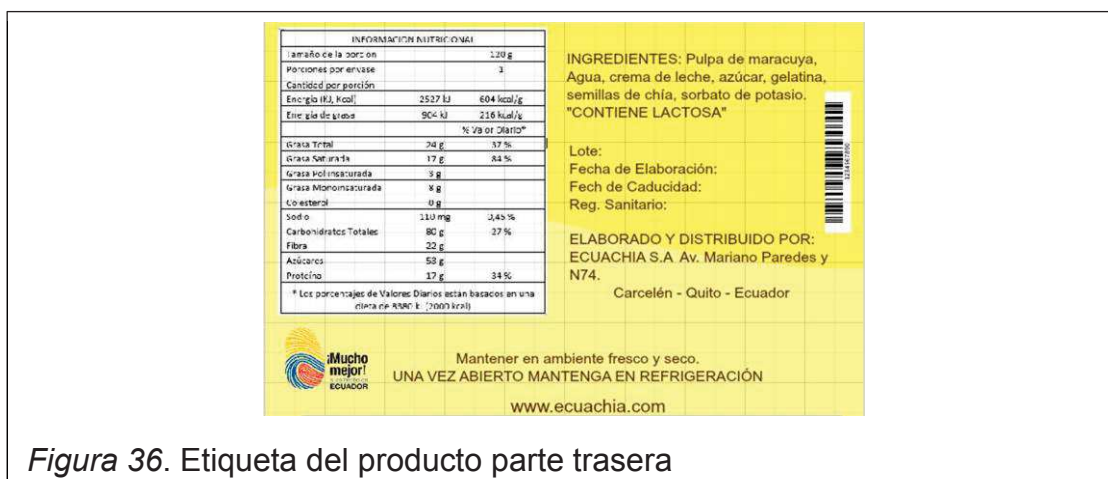 INFORMACION NUTRICIONAL
Tamaño de la porción 120 g
Porciones por envase 1
Cantidad por porción
Energía (KJ, Kcal) 2527 kJ 604 kcal/g
Energía de grasa 904 kJ 216 kcal/g
% Valor Diario*
Grasa Total 24 g 37 %
Grasa Saturada 17 g 84 %
Grasa Poliinsaturada 3 g
Grasa Monoinsaturada 8 g
Colesterol 0 g
Sodio 110 mg 0,45 %
Carbohidratos Totales 80 g 27 %
Fibra 22 g
Azúcares 53 g
Proteína 17 g 34 %
* Los porcentajes de Valores Diarios están basados en una
dieta de 8380 kJ (2000 kcal)
INGREDIENTES: Pulpa de maracuya,
Agua, crema de leche, azúcar, gelatina,
semillas de chía, sorbato de potasio.
"CONTIENE LACTOSA"
Lote:
Fecha de Elaboración:
Fech de Caducidad:
Reg. Sanitario:
1234567890
ELABORADO Y DISTRIBUIDO POR:
ECUACHIA S.A Av. Mariano Paredes y
N74.
Carcelén - Quito - Ecuador
¡Mucho
mejor!
ECUADOR
Mantener en ambiente fresco y seco.
UNA VEZ ABIERTO MANTENGA EN REFRIGERACIÓN
www.ecuachia.com
Figura 36. Etiqueta del producto parte trasera